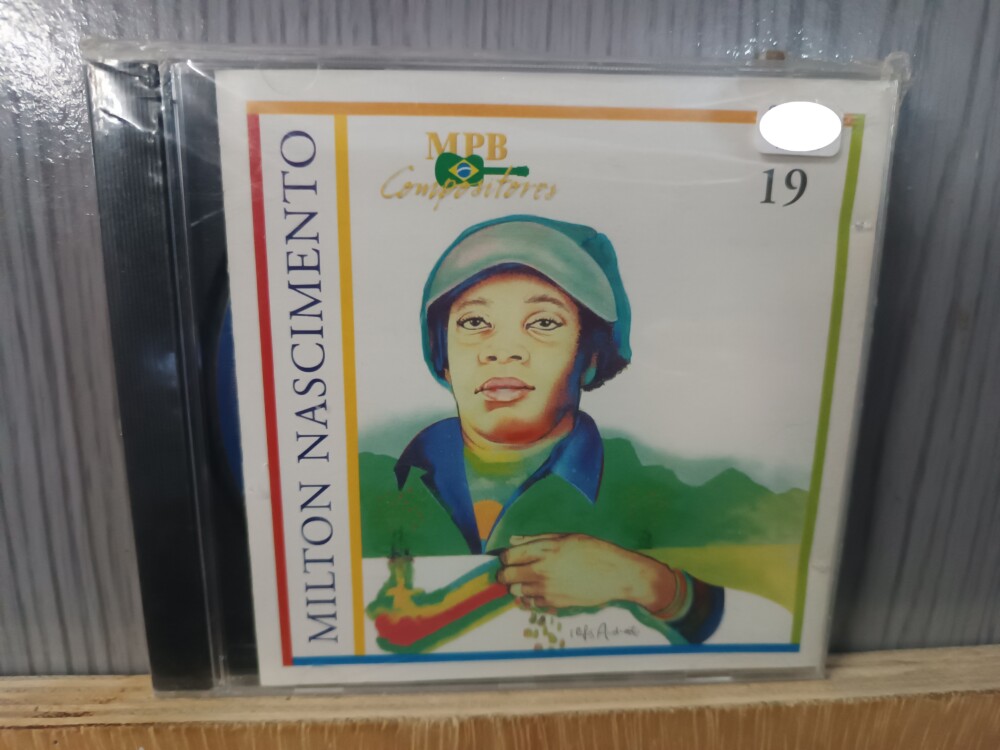 MILTON NASCIMENTO
MPB
Compositores
19